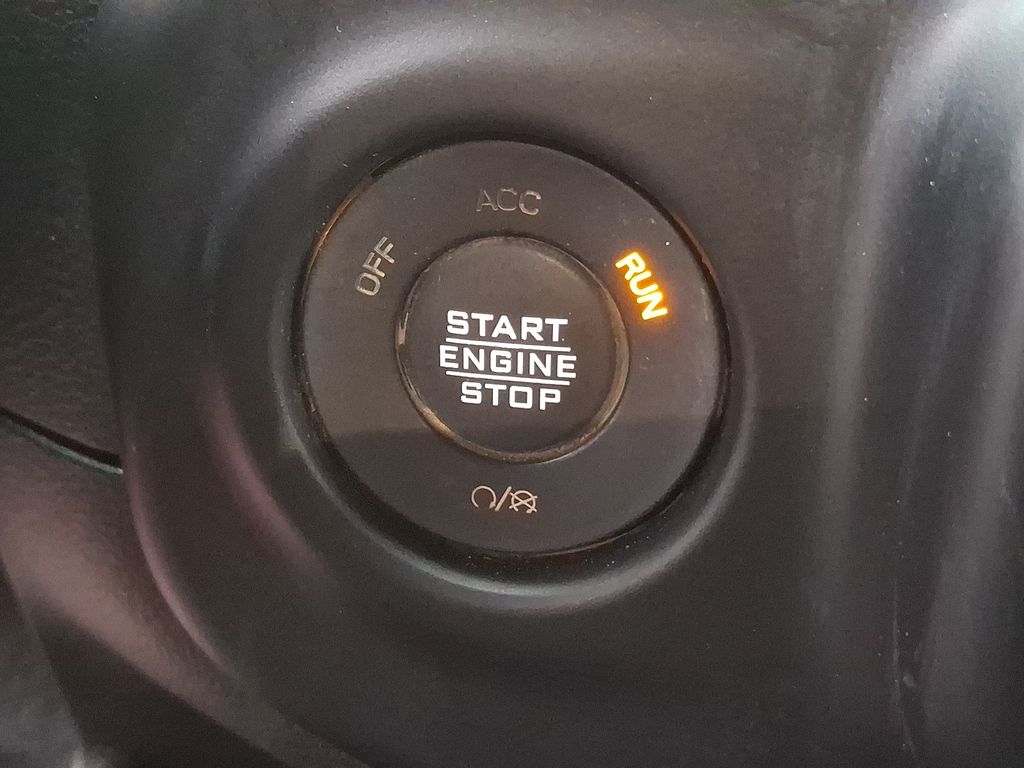 ACC
OFF
RUN
START
ENGINE
STOP